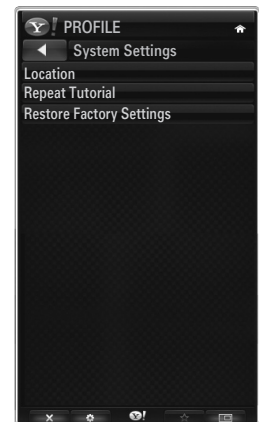 Y! PROFILE
System Settings
Location
Repeat Tutorial
Restore Factory Settings
Y!